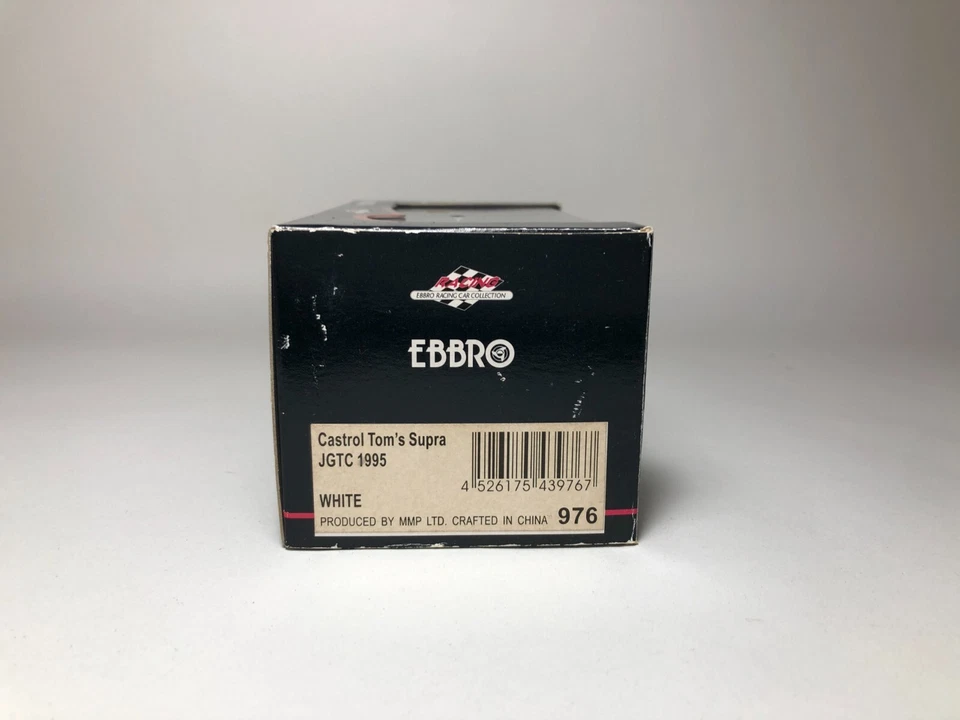 RACING
EBBRO RACING CAR COLLECTION
EBBRO
Castrol Tom's Supra
JGTC 1995
4 526175 439767
WHITE
PRODUCED BY MMP LTD. CRAFTED IN CHINA 976